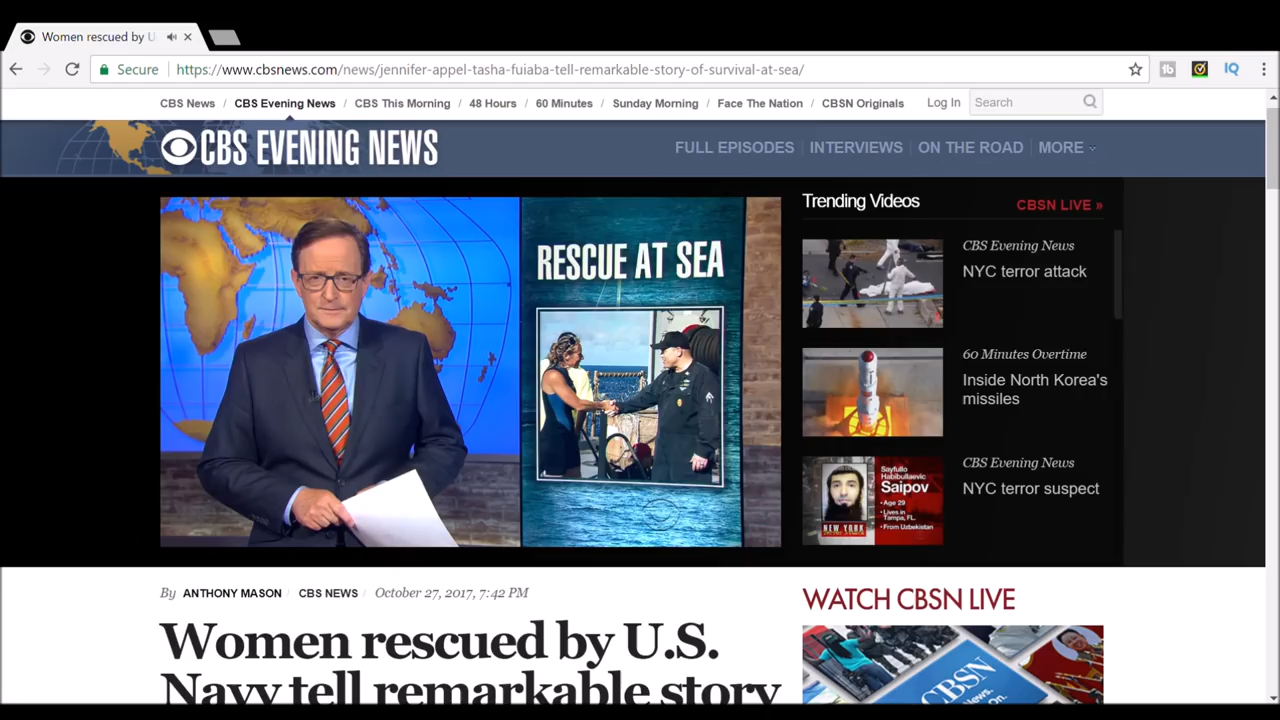 Women rescued by U
Secure
https://www.cbsnews.com/news/jennifer-appel-tasha-fuiaba-tell-remarkable-story-of-survival-at-sea/
CBS News / CBS Evening News / CBS This Morning / 48 Hours / 60 Minutes / Sunday Morning / Face The Nation / CBSN Originals
Log In
Search
CBS EVENING NEWS
FULL EPISODES
INTERVIEWS
ON THE ROAD
MORE
RESCUE AT SEA
Trending Videos
CBSN LIVE »
CBS Evening News
NYC terror attack
60 Minutes Overtime
Inside North Korea's
missiles
Sayfullo
Habibullaevic
Saipov
• Age 29
• Lives in
Tampa, FL.
• From Uzbekistan
NEW YORK
CBS Evening News
NYC terror suspect
By ANTHONY MASON / CBS NEWS / October 27, 2017, 7:42 PM
Women rescued by U.S.
Navy tell remarkable story
WATCH CBSN LIVE
CBSN
News.
On.
IQ